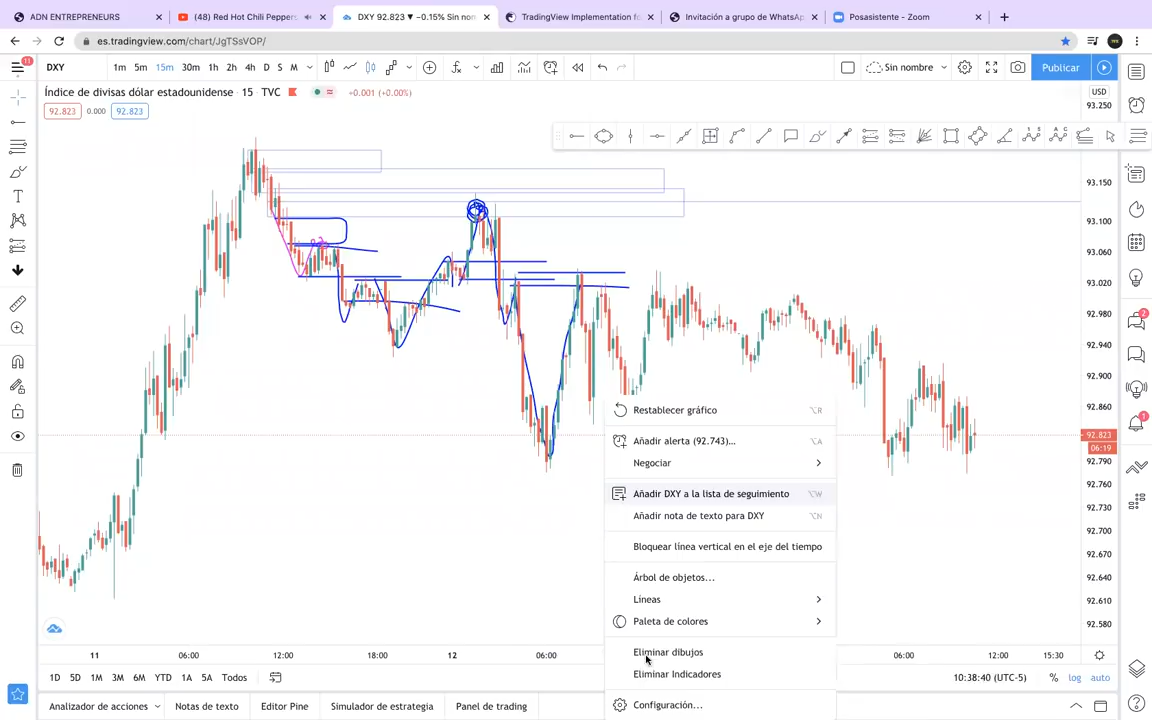 ADN ENTREPRENEURS
(48) Red Hot Chili Peppers
DXY 92.823 ▼ −0.15% Sin nom
TradingView Implementation fo
Invitación a grupo de WhatsAp
Posasistente - Zoom
es.tradingview.com/chart/JgTSsVOP/
11
DXY
1m 5m 15m 30m 1h 2h 4h D S M
Sin nombre
Publicar
Índice de divisas dólar estadounidense · 15 · TVC
+0.001 (+0.00%)
92.823
0.000
92.823
USD
93.250
93.150
93.100
93.060
93.020
92.980
92.940
92.900
92.860
92.823
06:19
92.790
92.760
92.730
92.700
92.670
92.640
92.610
92.580
2
1
Restablecer gráfico ⌥R
Añadir alerta (92.743)... ⌥A
Negociar
Añadir DXY a la lista de seguimiento ⌥W
Añadir nota de texto para DXY ⌥N
Bloquear línea vertical en el eje del tiempo
Árbol de objetos...
Líneas
Paleta de colores
Eliminar dibujos
Eliminar Indicadores
Configuración...
11 06:00 12:00 18:00 12 06:00 06:00 12:00 15:30
1D 5D 1M 3M 6M YTD 1A 5A Todos
10:38:40 (UTC-5)
% log auto
Analizador de acciones
Notas de texto
Editor Pine
Simulador de estrategia
Panel de trading